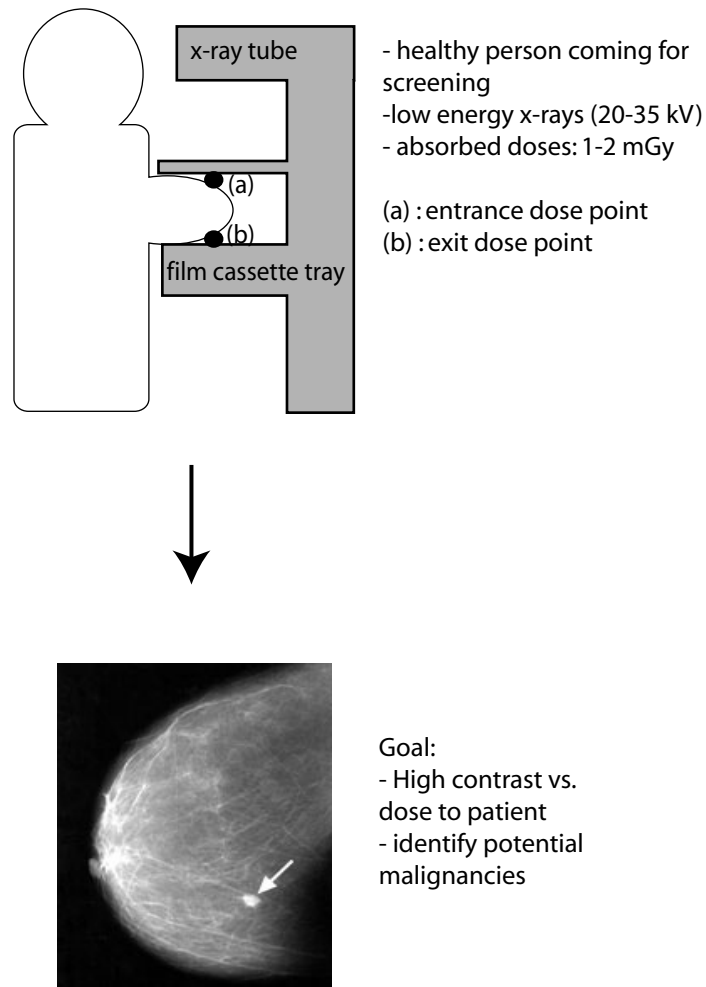 x-ray tube
(a)
(b)
film cassette tray
- healthy person coming for
screening
-low energy x-rays (20-35 kV)
- absorbed doses: 1-2 mGy
(a) : entrance dose point
(b) : exit dose point
Goal:
- High contrast vs.
dose to patient
- identify potential
malignancies